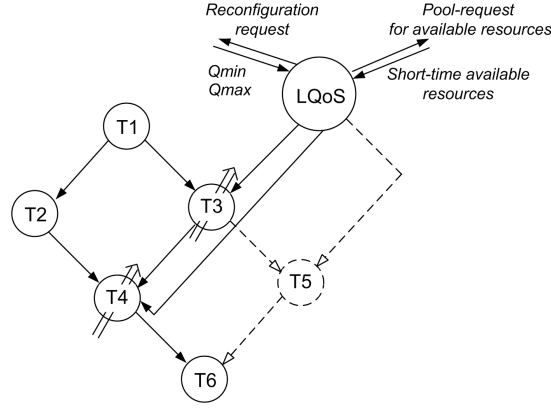 Reconfiguration
request
Pool-request
for available resources
Qmin
Qmax
LQoS
Short-time available
resources
T1
T2
T3
T4
T5
T6